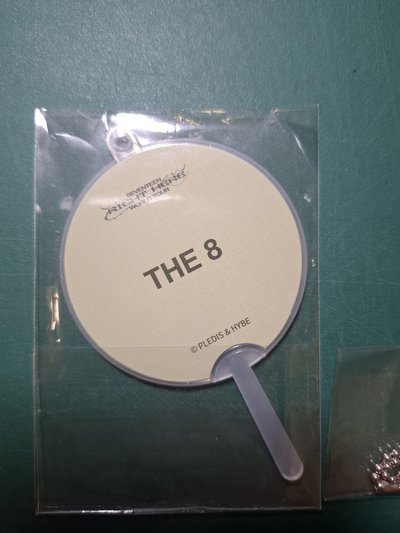 SEVENTEEN
RIGHT HERE
WORLD TOUR
THE 8
© PLEDIS & HYBE